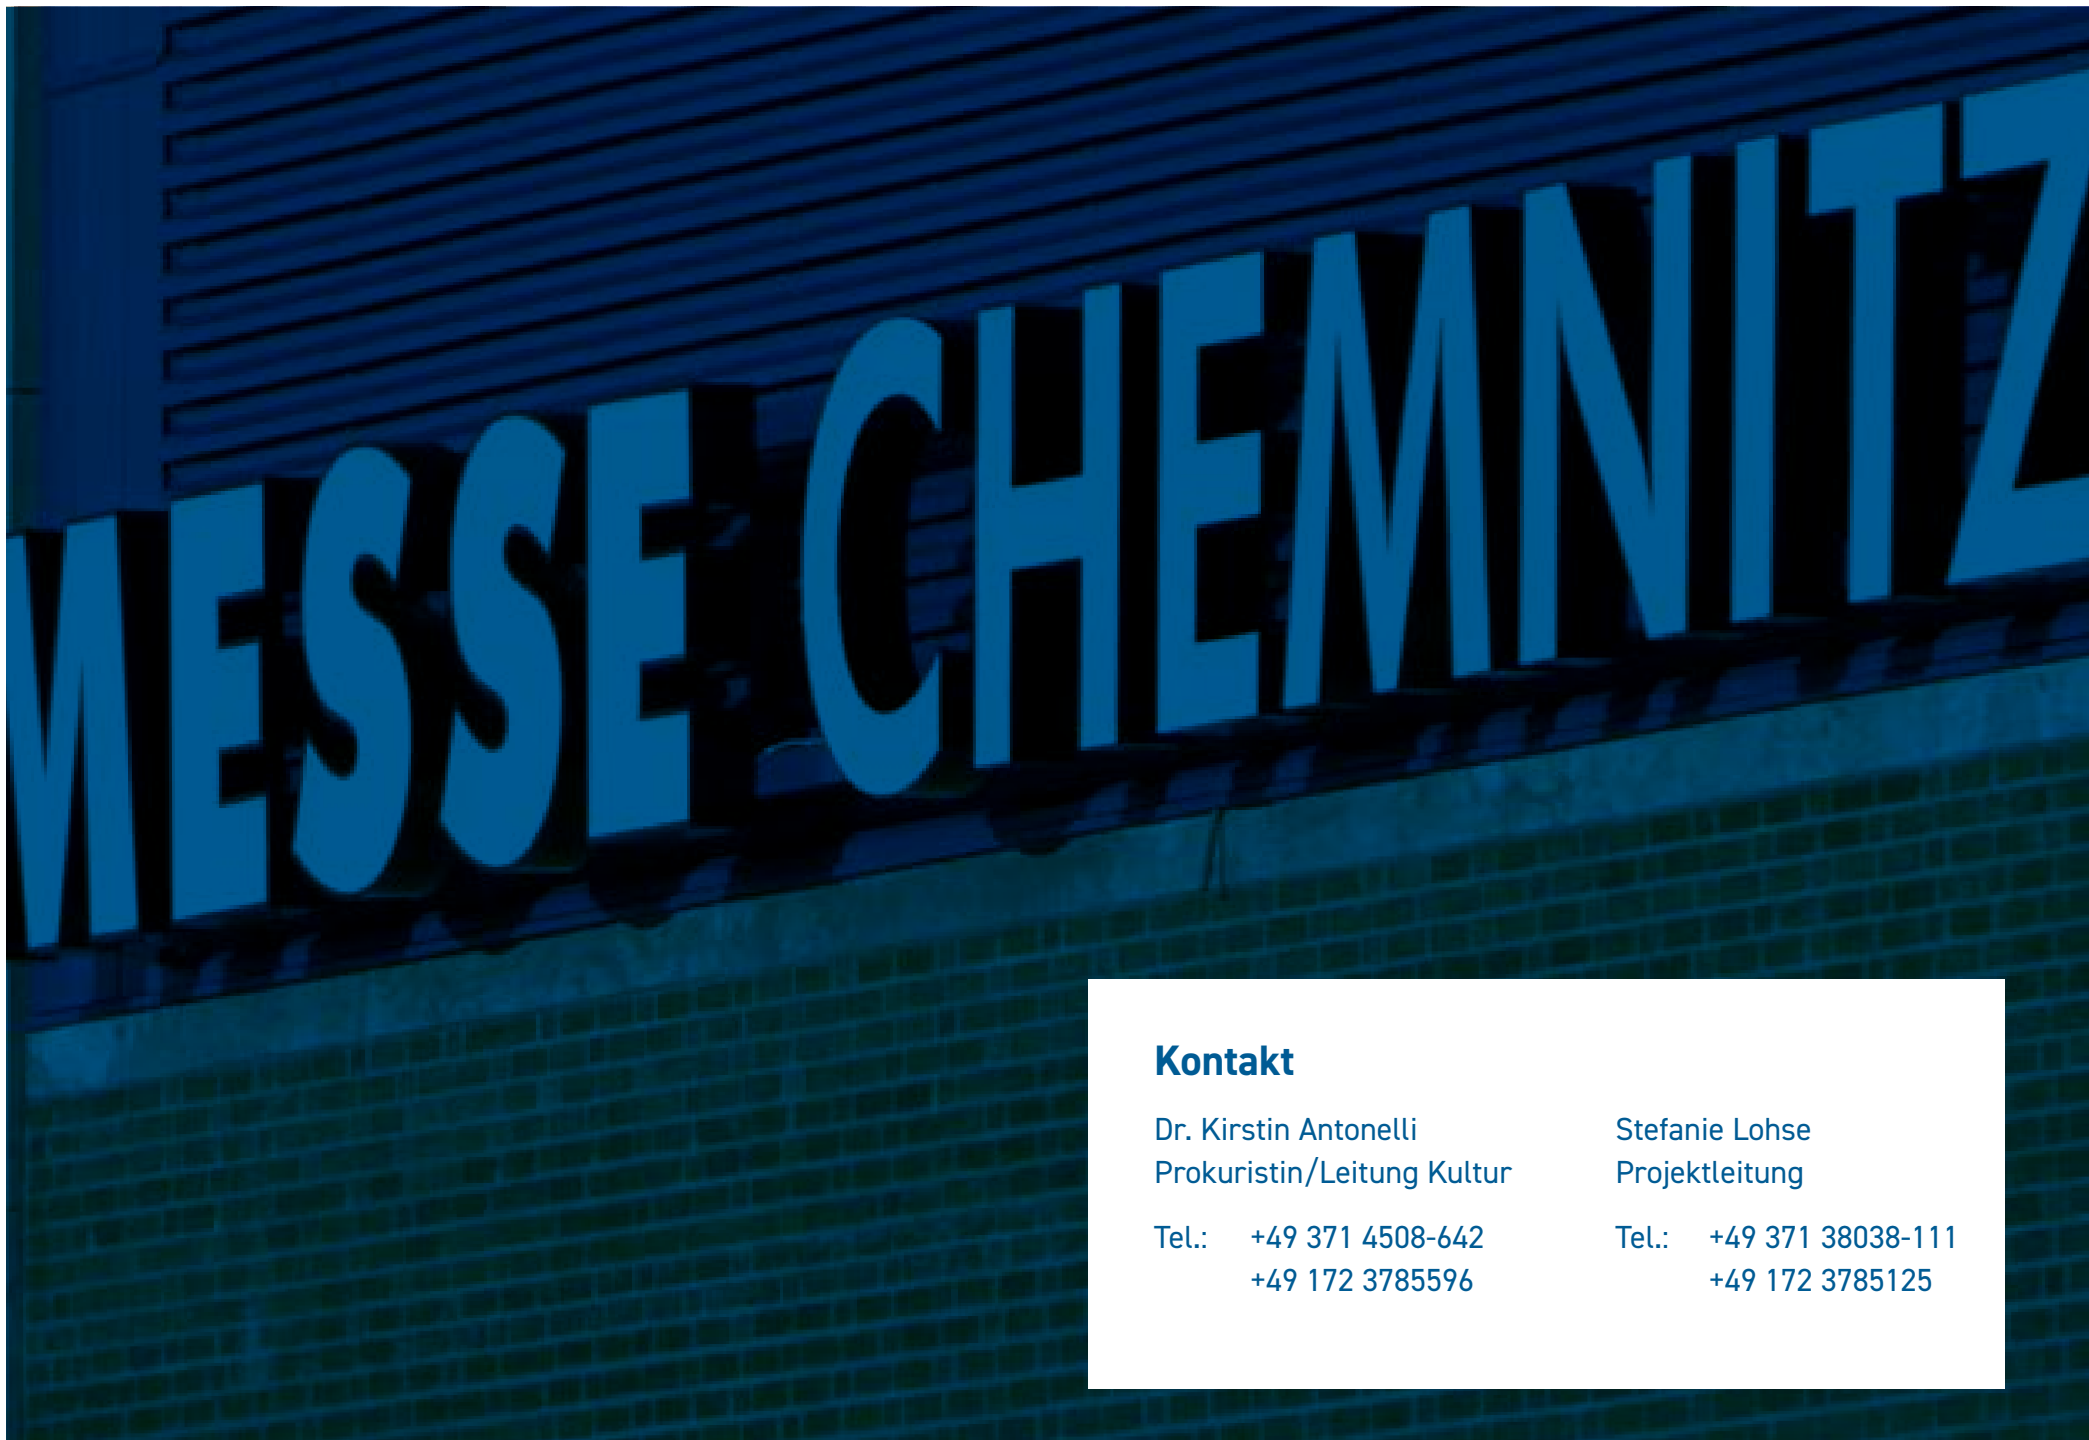 MESSE CHEMNITZ
Kontakt
Dr. Kirstin Antonelli
Prokuristin/Leitung Kultur
Tel.: +49 371 4508-642
+49 172 3785596
Stefanie Lohse
Projektleitung
Tel.: +49 371 38038-111
+49 172 3785125